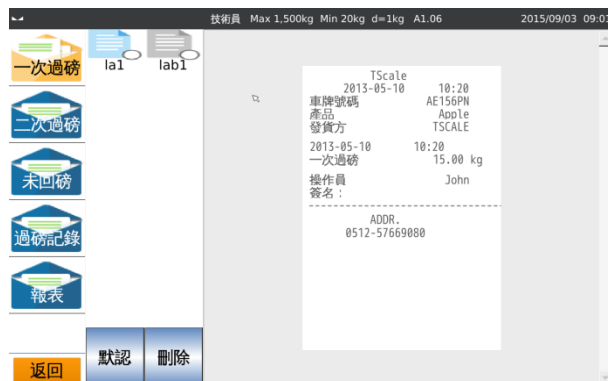 技術員 Max 1,500kg Min 20kg d=1kg A1.06 2015/09/03 09:01
一次過磅
二次過磅
未回磅
過磅記錄
報表
返回
la1 lab1
默認 刪除
TScale
2013-05-10 10:20
車牌號碼 AE156PN
產品 Apple
發貨方 TSCALE
2013-05-10 10:20
一次過磅 15.00 kg
操作員 John
簽名：
ADDR.
0512-57669080